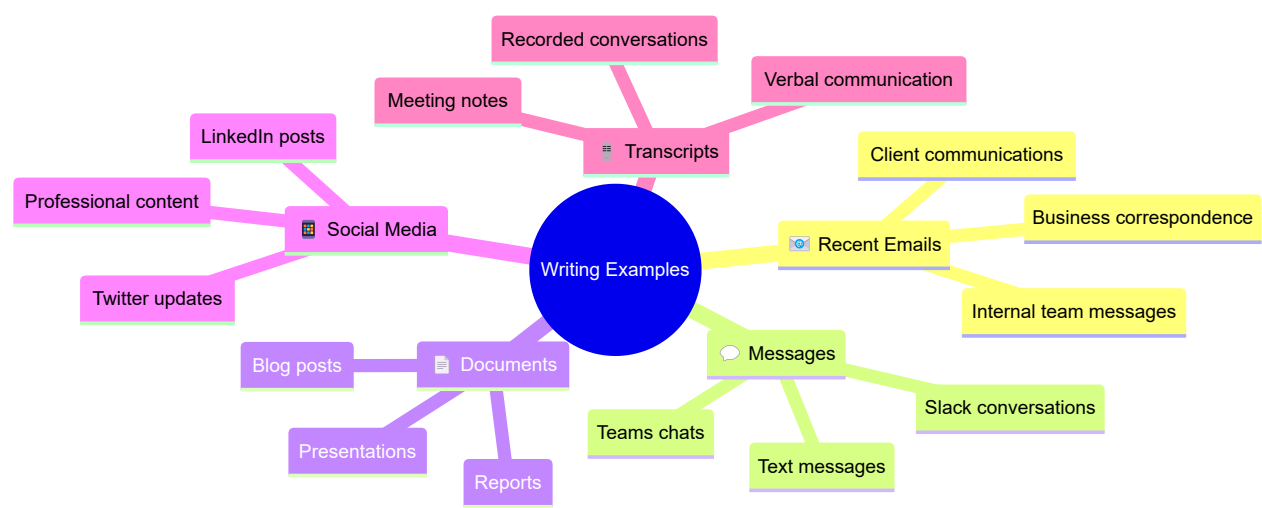 Recorded conversations
Verbal communication
Meeting notes
Transcripts
LinkedIn posts
Professional content
Social Media
Twitter updates
Client communications
Business correspondence
Recent Emails
Internal team messages
Writing Examples
Blog posts
Documents
Presentations
Reports
Messages
Teams chats
Text messages
Slack conversations